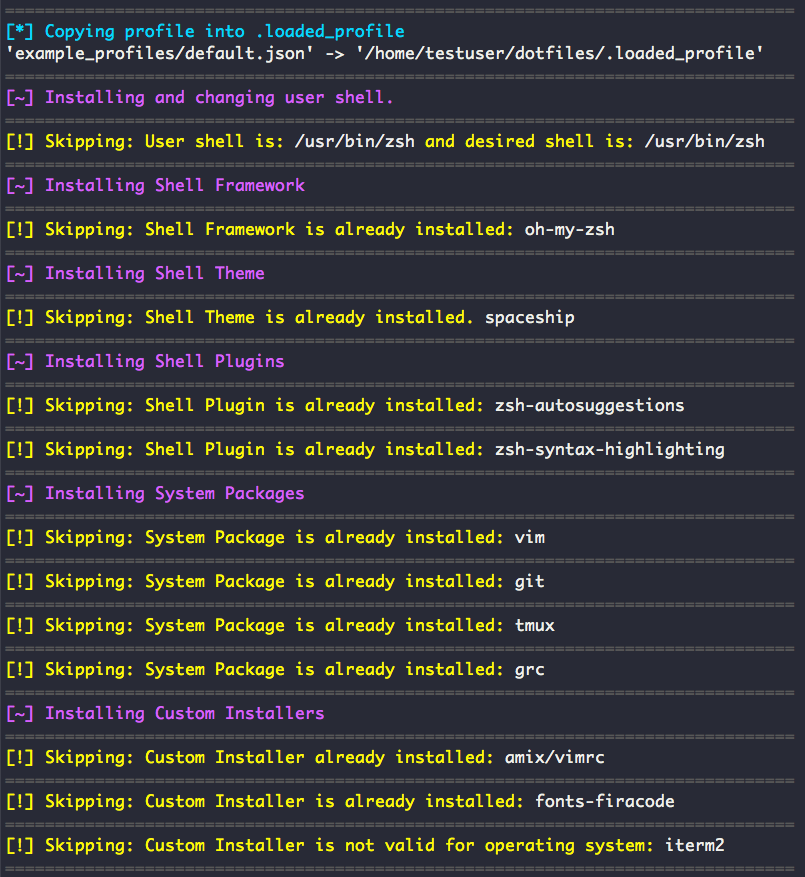 ===============================================================================
[*] Copying profile into .loaded_profile
'example_profiles/default.json' -> '/home/testuser/dotfiles/.loaded_profile'
===============================================================================
[~] Installing and changing user shell.
===============================================================================
[!] Skipping: User shell is: /usr/bin/zsh and desired shell is: /usr/bin/zsh
===============================================================================
[~] Installing Shell Framework
===============================================================================
[!] Skipping: Shell Framework is already installed: oh-my-zsh
===============================================================================
[~] Installing Shell Theme
===============================================================================
[!] Skipping: Shell Theme is already installed. spaceship
===============================================================================
[~] Installing Shell Plugins
===============================================================================
[!] Skipping: Shell Plugin is already installed: zsh-autosuggestions
===============================================================================
[!] Skipping: Shell Plugin is already installed: zsh-syntax-highlighting
===============================================================================
[~] Installing System Packages
===============================================================================
[!] Skipping: System Package is already installed: vim
===============================================================================
[!] Skipping: System Package is already installed: git
===============================================================================
[!] Skipping: System Package is already installed: tmux
===============================================================================
[!] Skipping: System Package is already installed: grc
===============================================================================
[~] Installing Custom Installers
===============================================================================
[!] Skipping: Custom Installer already installed: amix/vimrc
===============================================================================
[!] Skipping: Custom Installer is already installed: fonts-firacode
===============================================================================
[!] Skipping: Custom Installer is not valid for operating system: iterm2
===============================================================================